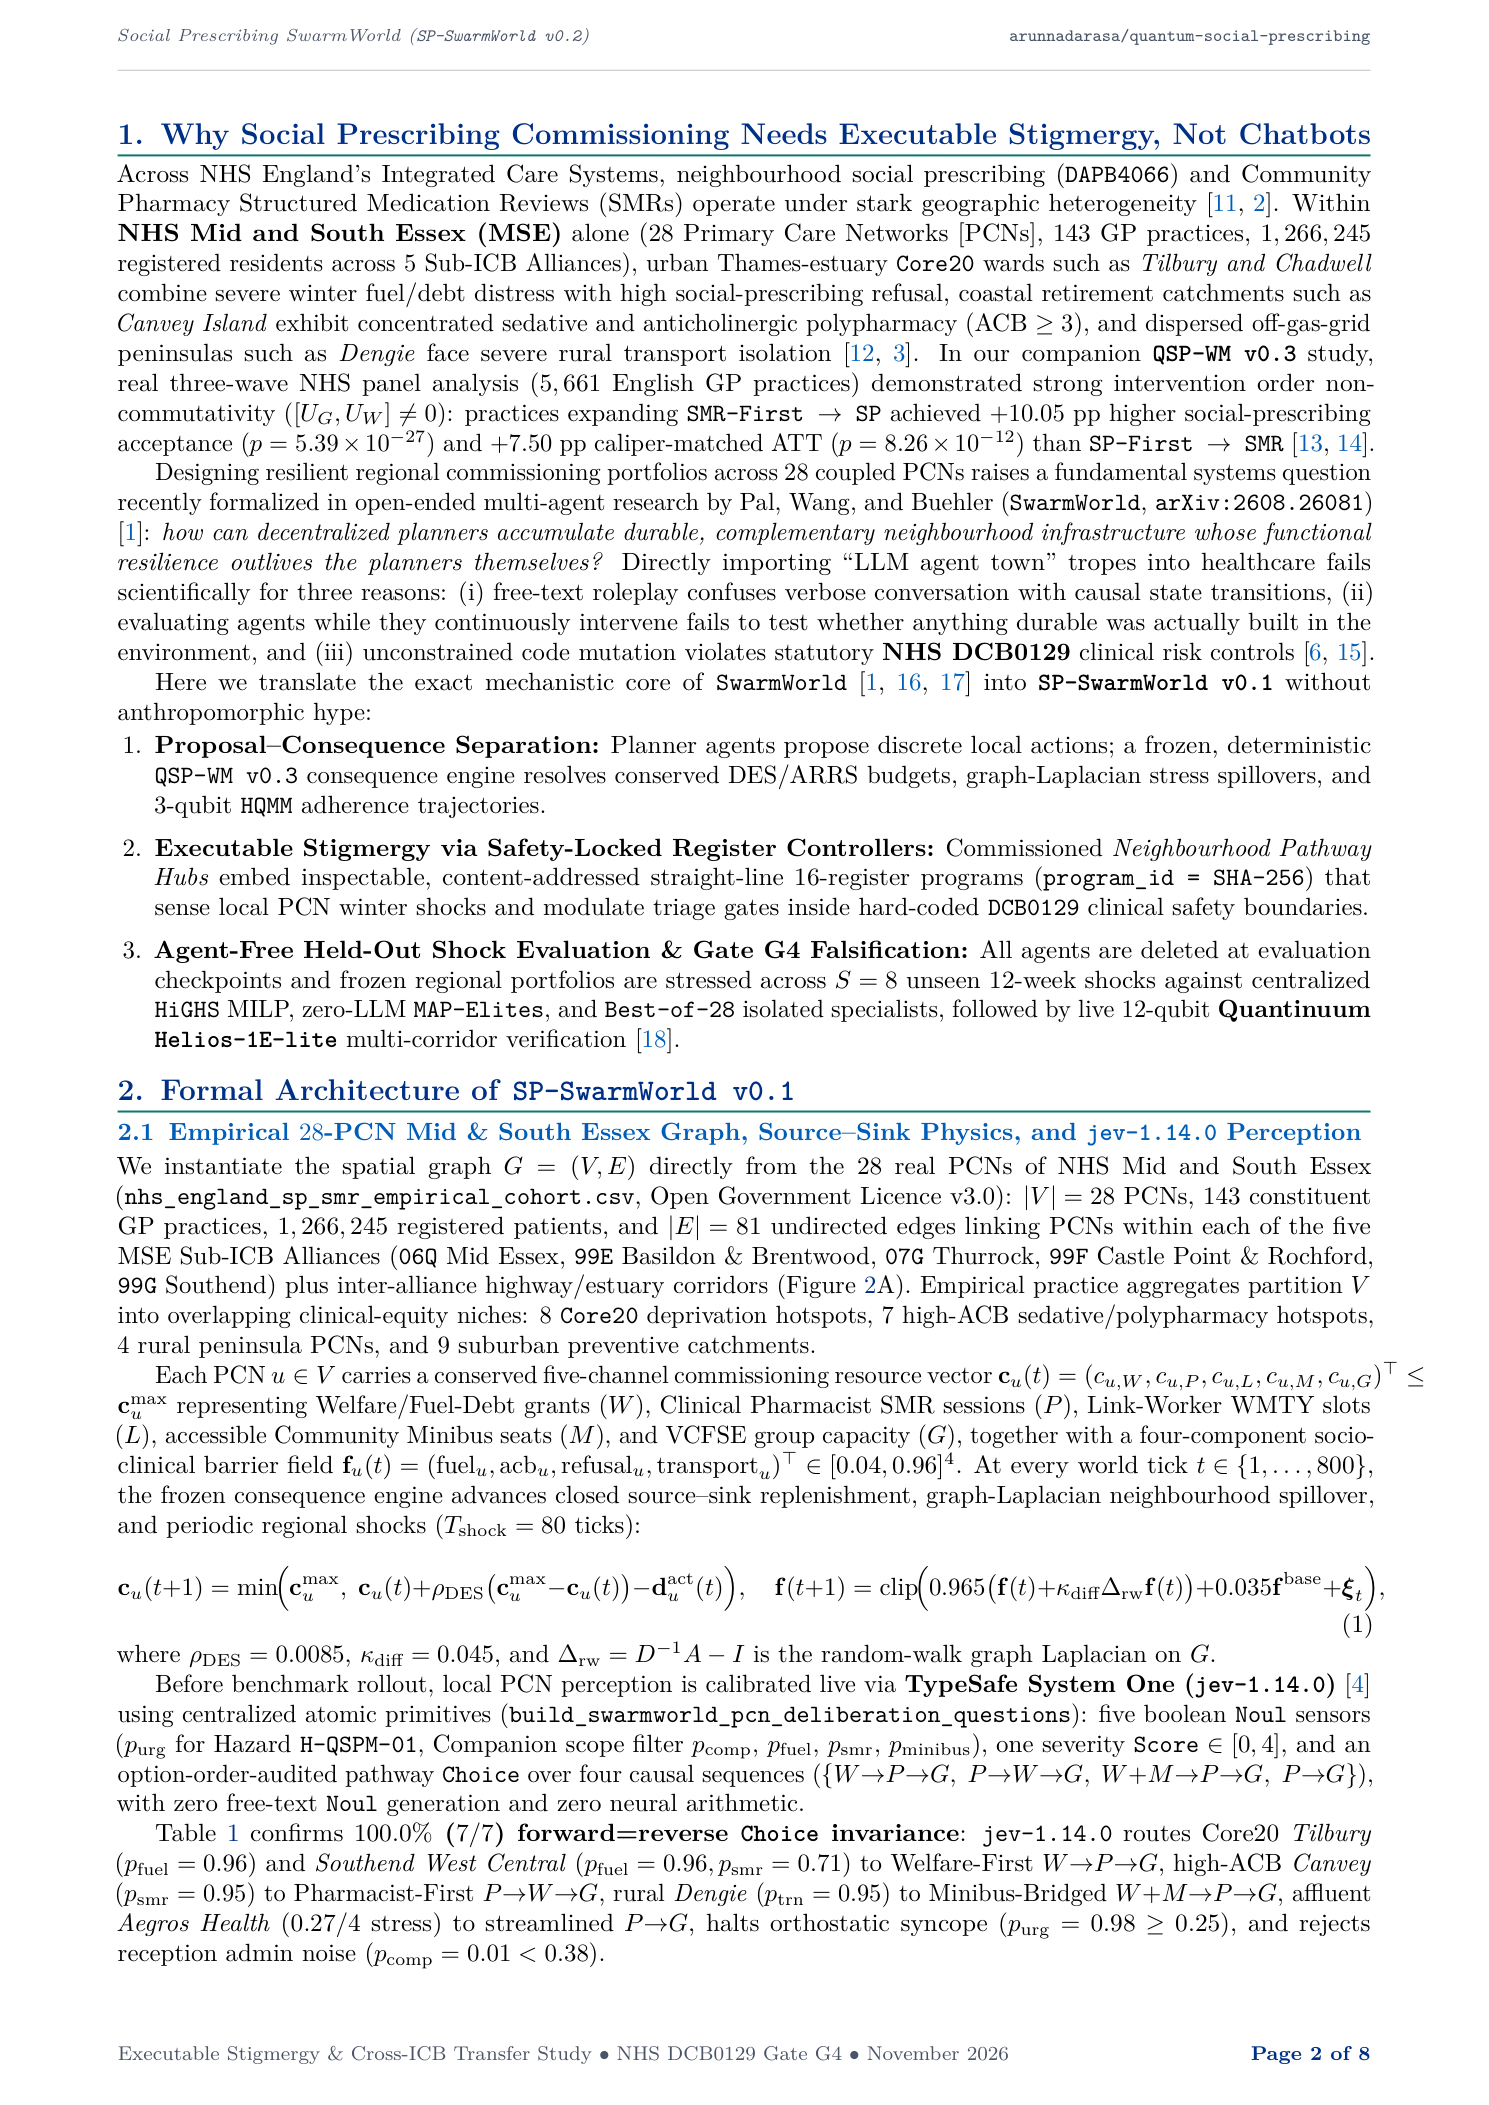 Social Prescribing SwarmWorld (SP-SwarmWorld v0.2)
arunnadarasa/quantum-social-prescribing
1. Why Social Prescribing Commissioning Needs Executable Stigmergy, Not Chatbots
Across NHS England's Integrated Care Systems, neighbourhood social prescribing (DAPB4066) and Community
Pharmacy Structured Medication Reviews (SMRs) operate under stark geographic heterogeneity [11, 2]. Within
NHS Mid and South Essex (MSE) alone (28 Primary Care Networks [PCNs], 143 GP practices, 1,266,245
registered residents across 5 Sub-ICB Alliances), urban Thames-estuary Core20 wards such as Tilbury and Chadwell
combine severe winter fuel/debt distress with high social-prescribing refusal, coastal retirement catchments such as
Canvey Island exhibit concentrated sedative and anticholinergic polypharmacy (ACB ≥ 3), and dispersed off-gas-grid
peninsulas such as Dengie face severe rural transport isolation [12, 3]. In our companion QSP-WM v0.3 study,
real three-wave NHS panel analysis (5,661 English GP practices) demonstrated strong intervention order non-
commutativity ([U_G, U_W] ≠ 0): practices expanding SMR-First → SP achieved +10.05 pp higher social-prescribing
acceptance (p = 5.39 × 10⁻²⁷) and +7.50 pp caliper-matched ATT (p = 8.26 × 10⁻¹²) than SP-First → SMR [13, 14].
Designing resilient regional commissioning portfolios across 28 coupled PCNs raises a fundamental systems question
recently formalized in open-ended multi-agent research by Pal, Wang, and Buehler (SwarmWorld, arXiv:2608.26081)
[1]: how can decentralized planners accumulate durable, complementary neighbourhood infrastructure whose functional
resilience outlives the planners themselves? Directly importing “LLM agent town” tropes into healthcare fails
scientifically for three reasons: (i) free-text roleplay confuses verbose conversation with causal state transitions, (ii)
evaluating agents while they continuously intervene fails to test whether anything durable was actually built in the
environment, and (iii) unconstrained code mutation violates statutory NHS DCB0129 clinical risk controls [6, 15].
Here we translate the exact mechanistic core of SwarmWorld [1, 16, 17] into SP-SwarmWorld v0.1 without
anthropomorphic hype:
1. Proposal–Consequence Separation: Planner agents propose discrete local actions; a frozen, deterministic
QSP-WM v0.3 consequence engine resolves conserved DES/ARRS budgets, graph-Laplacian stress spillovers, and
3-qubit HQMM adherence trajectories.
2. Executable Stigmergy via Safety-Locked Register Controllers: Commissioned Neighbourhood Pathway
Hubs embed inspectable, content-addressed straight-line 16-register programs (program_id = SHA-256) that
sense local PCN winter shocks and modulate triage gates inside hard-coded DCB0129 clinical safety boundaries.
3. Agent-Free Held-Out Shock Evaluation & Gate G4 Falsification: All agents are deleted at evaluation
checkpoints and frozen regional portfolios are stressed across S = 8 unseen 12-week shocks against centralized
HiGHS MILP, zero-LLM MAP-Elites, and Best-of-28 isolated specialists, followed by live 12-qubit Quantinuum
Helios-1E-lite multi-corridor verification [18].
2. Formal Architecture of SP-SwarmWorld v0.1
2.1 Empirical 28-PCN Mid & South Essex Graph, Source–Sink Physics, and jev-1.14.0 Perception
We instantiate the spatial graph G = (V, E) directly from the 28 real PCNs of NHS Mid and South Essex
(nhs_england_sp_smr_empirical_cohort.csv, Open Government Licence v3.0): |V| = 28 PCNs, 143 constituent
GP practices, 1,266,245 registered patients, and |E| = 81 undirected edges linking PCNs within each of the five
MSE Sub-ICB Alliances (06Q Mid Essex, 99E Basildon & Brentwood, 07G Thurrock, 99F Castle Point & Rochford,
99G Southend) plus inter-alliance highway/estuary corridors (Figure 2A). Empirical practice aggregates partition V
into overlapping clinical-equity niches: 8 Core20 deprivation hotspots, 7 high-ACB sedative/polypharmacy hotspots,
4 rural peninsula PCNs, and 9 suburban preventive catchments.
Each PCN u ∈ V carries a conserved five-channel commissioning resource vector c_u(t) = (c_{u,W}, c_{u,P}, c_{u,L}, c_{u,M}, c_{u,G})^⊤ ≤
c_u^max representing Welfare/Fuel-Debt grants (W), Clinical Pharmacist SMR sessions (P), Link-Worker WMTY slots
(L), accessible Community Minibus seats (M), and VCFSE group capacity (G), together with a four-component socio-
clinical barrier field f_u(t) = (fuel_u, acb_u, refusal_u, transport_u)^⊤ ∈ [0.04, 0.96]⁴. At every world tick t ∈ {1, . . . , 800},
the frozen consequence engine advances closed source–sink replenishment, graph-Laplacian neighbourhood spillover,
and periodic regional shocks (T_shock = 80 ticks):
c_u(t+1) = min(c_u^max, c_u(t)+ρ_DES(c_u^max−c_u(t))−d_u^act(t)), f(t+1) = clip(0.965(f(t)+κ_diff Δ_rw f(t))+0.035f^base+ξ_t),
(1)
where ρ_DES = 0.0085, κ_diff = 0.045, and Δ_rw = D⁻¹A − I is the random-walk graph Laplacian on G.
Before benchmark rollout, local PCN perception is calibrated live via TypeSafe System One (jev-1.14.0) [4]
using centralized atomic primitives (build_swarmworld_pcn_deliberation_questions): five boolean Noul sensors
(p_urg for Hazard H-QSPM-01, Companion scope filter p_comp, p_fuel, p_smr, p_minibus), one severity Score ∈ [0, 4], and an
option-order-audited pathway Choice over four causal sequences ({W→P→G, P→W→G, W+M→P→G, P→G}),
with zero free-text Noul generation and zero neural arithmetic.
Table 1 confirms 100.0% (7/7) forward=reverse Choice invariance: jev-1.14.0 routes Core20 Tilbury
(p_fuel = 0.96) and Southend West Central (p_fuel = 0.96, p_smr = 0.71) to Welfare-First W→P→G, high-ACB Canvey
(p_smr = 0.95) to Pharmacist-First P→W→G, rural Dengie (p_trn = 0.95) to Minibus-Bridged W+M→P→G, affluent
Aegros Health (0.27/4 stress) to streamlined P→G, halts orthostatic syncope (p_urg = 0.98 ≥ 0.25), and rejects
reception admin noise (p_comp = 0.01 < 0.38).
Executable Stigmergy & Cross-ICB Transfer Study • NHS DCB0129 Gate G4 • November 2026
Page 2 of 8